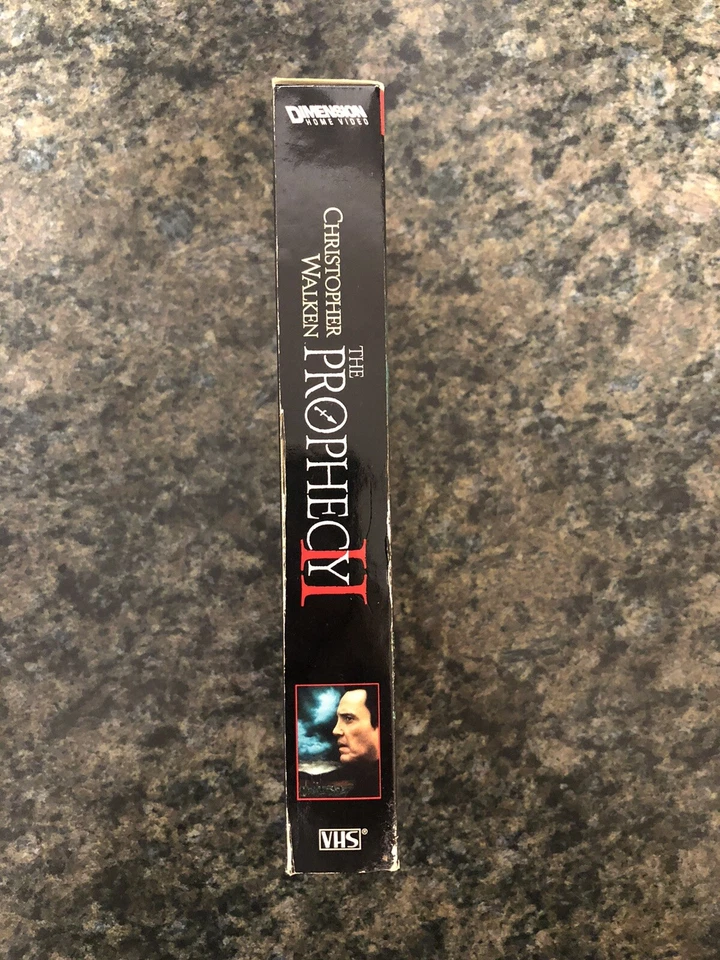 DIMENSION
HOME VIDEO
CHRISTOPHER
WALKEN
THE
PROPHECY II
VHS®